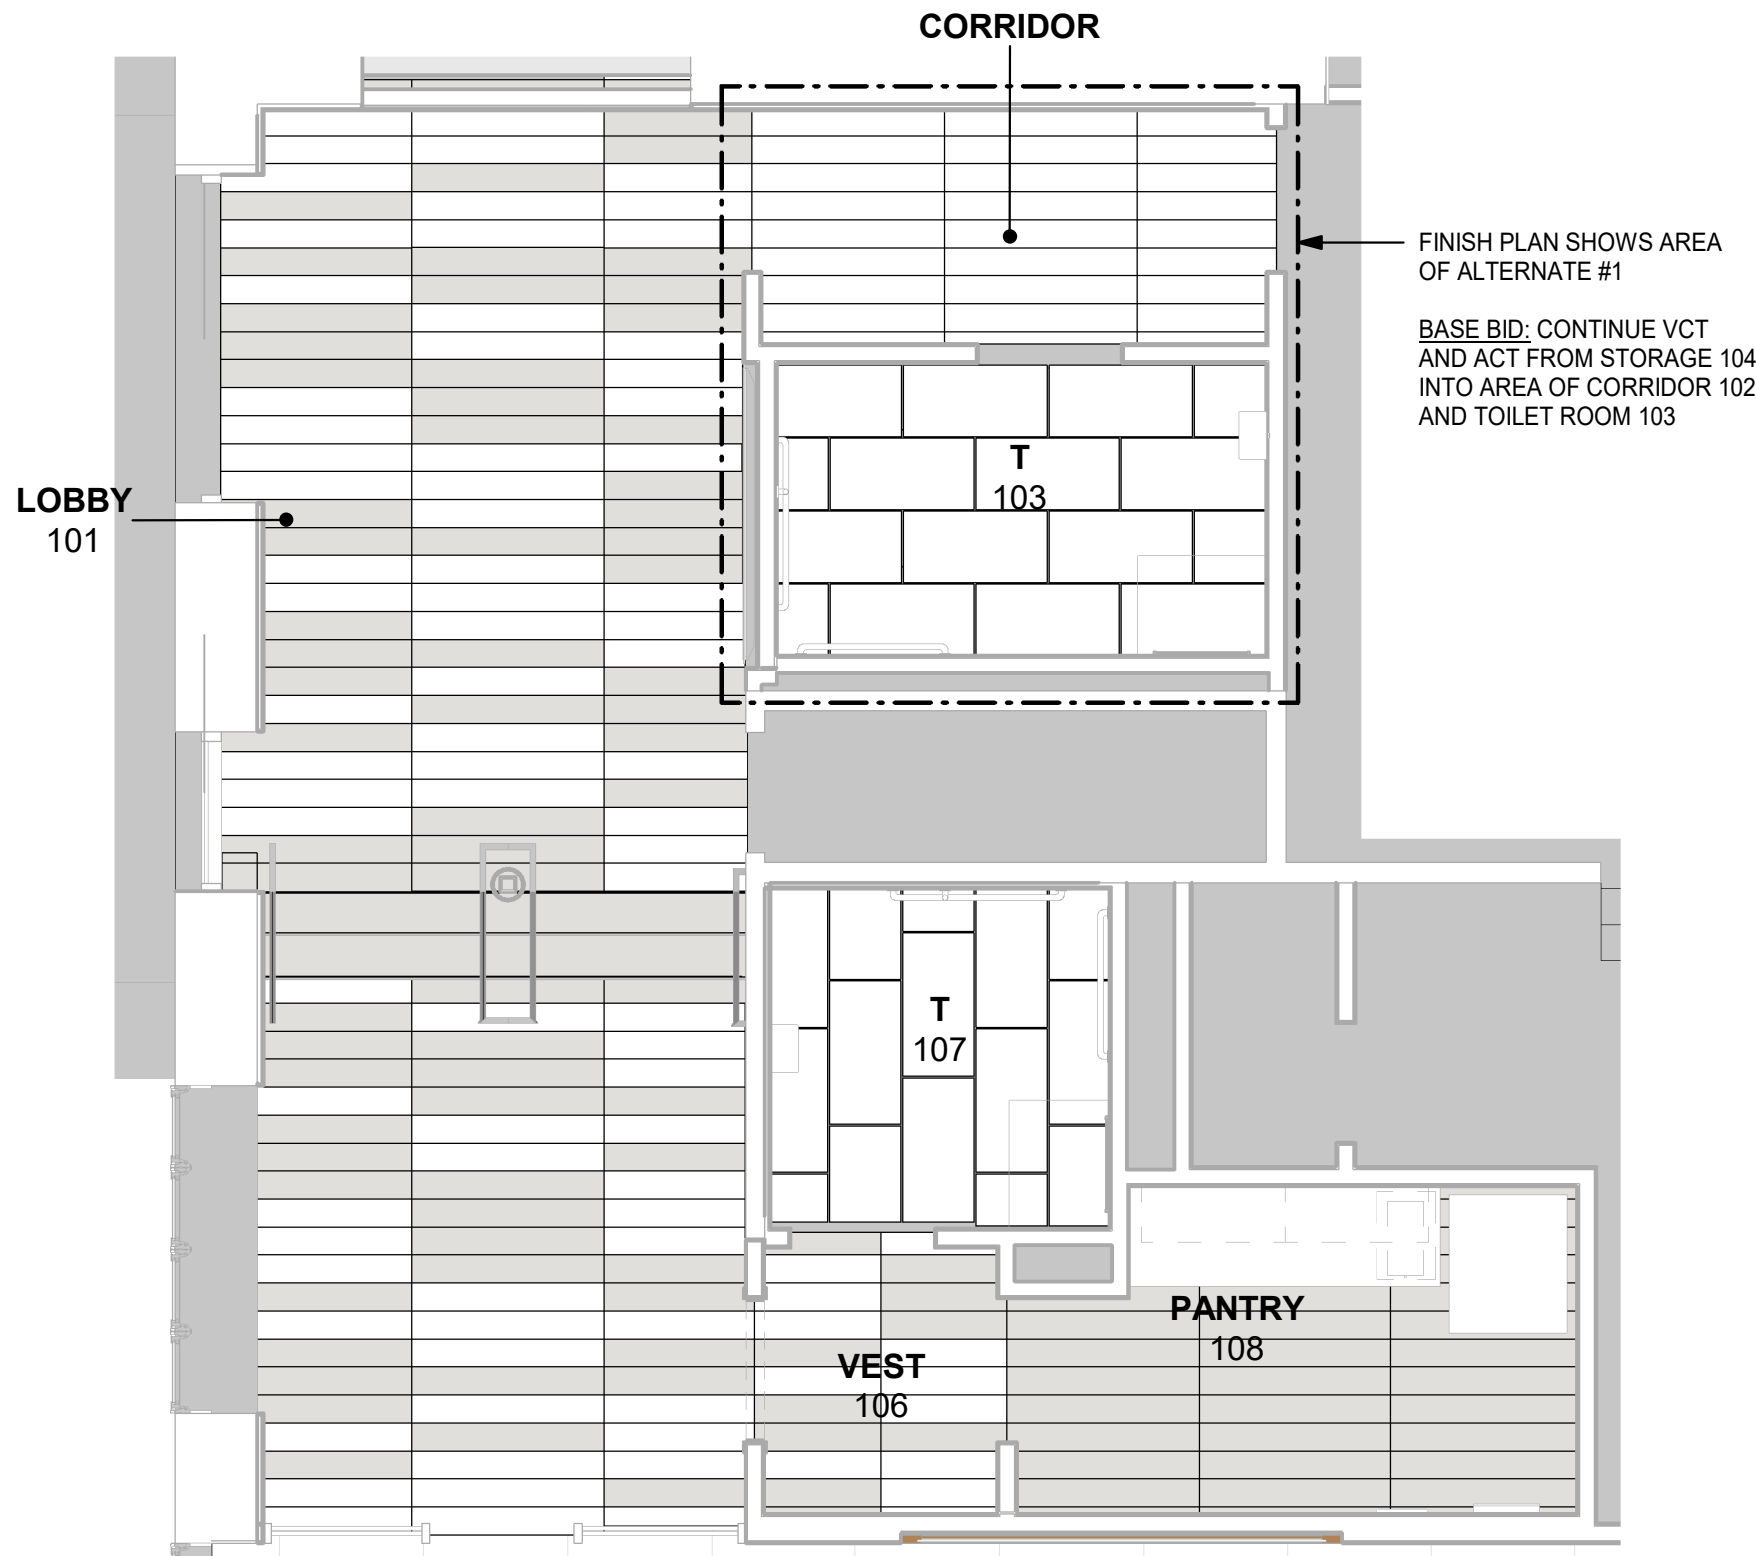 CORRIDOR
FINISH PLAN SHOWS AREA
OF ALTERNATE #1
BASE BID: CONTINUE VCT
AND ACT FROM STORAGE 104
INTO AREA OF CORRIDOR 102
AND TOILET ROOM 103
T
103
LOBBY
101
T
107
PANTRY
108
VEST
106